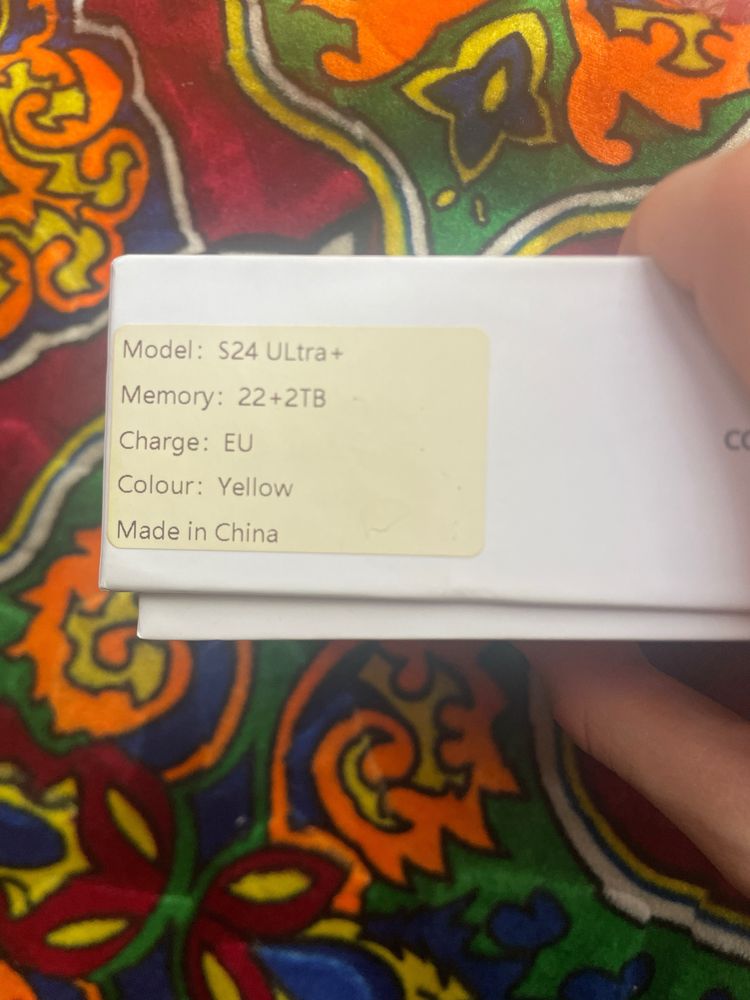 Model: S24 ULtra+
Memory: 22+2TB
Charge: EU
Colour: Yellow
Made in China